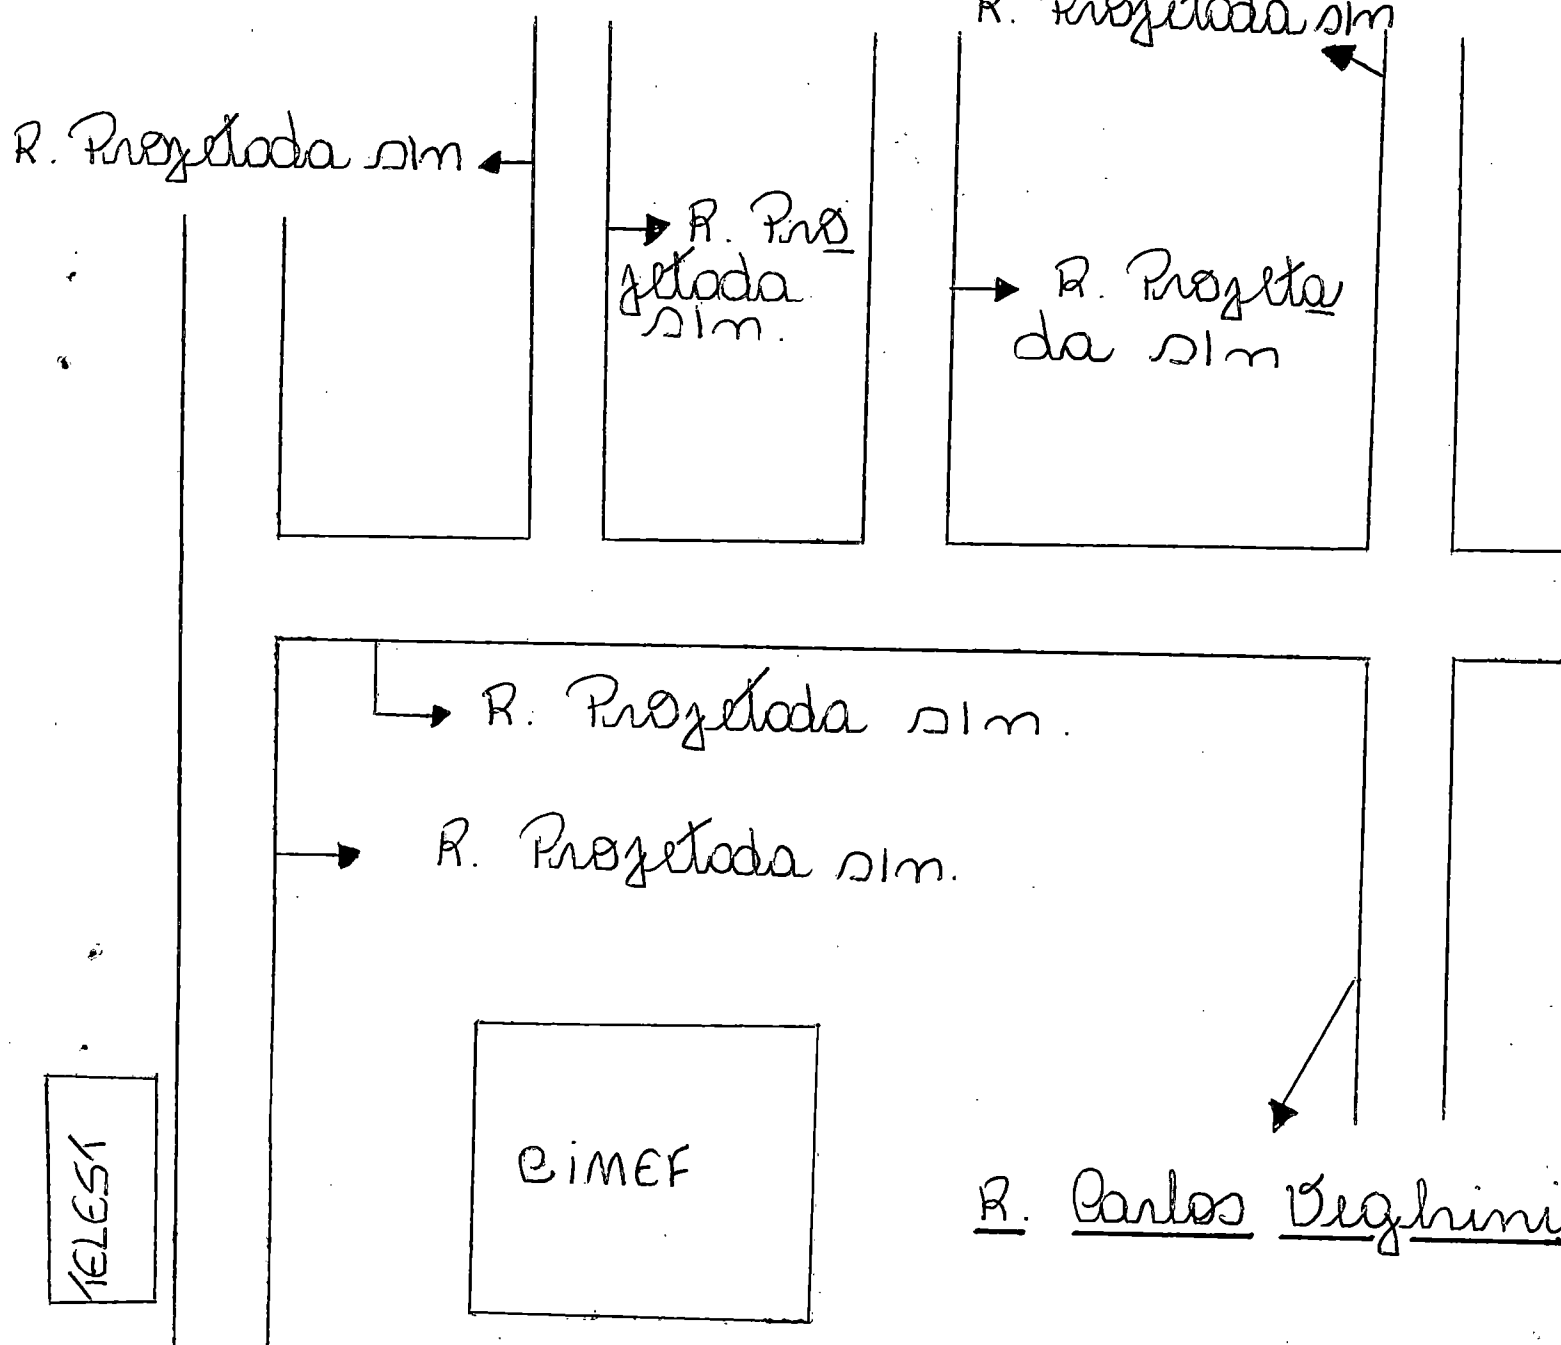 R. Projetada s/n
R. Projetada s/n
R. Pro
jetada
s/n.
R. Projeta
da s/n
R. Projetada s/n.
R. Projetada s/n.
CIMEF
TELEST
R. Carlos Veghini